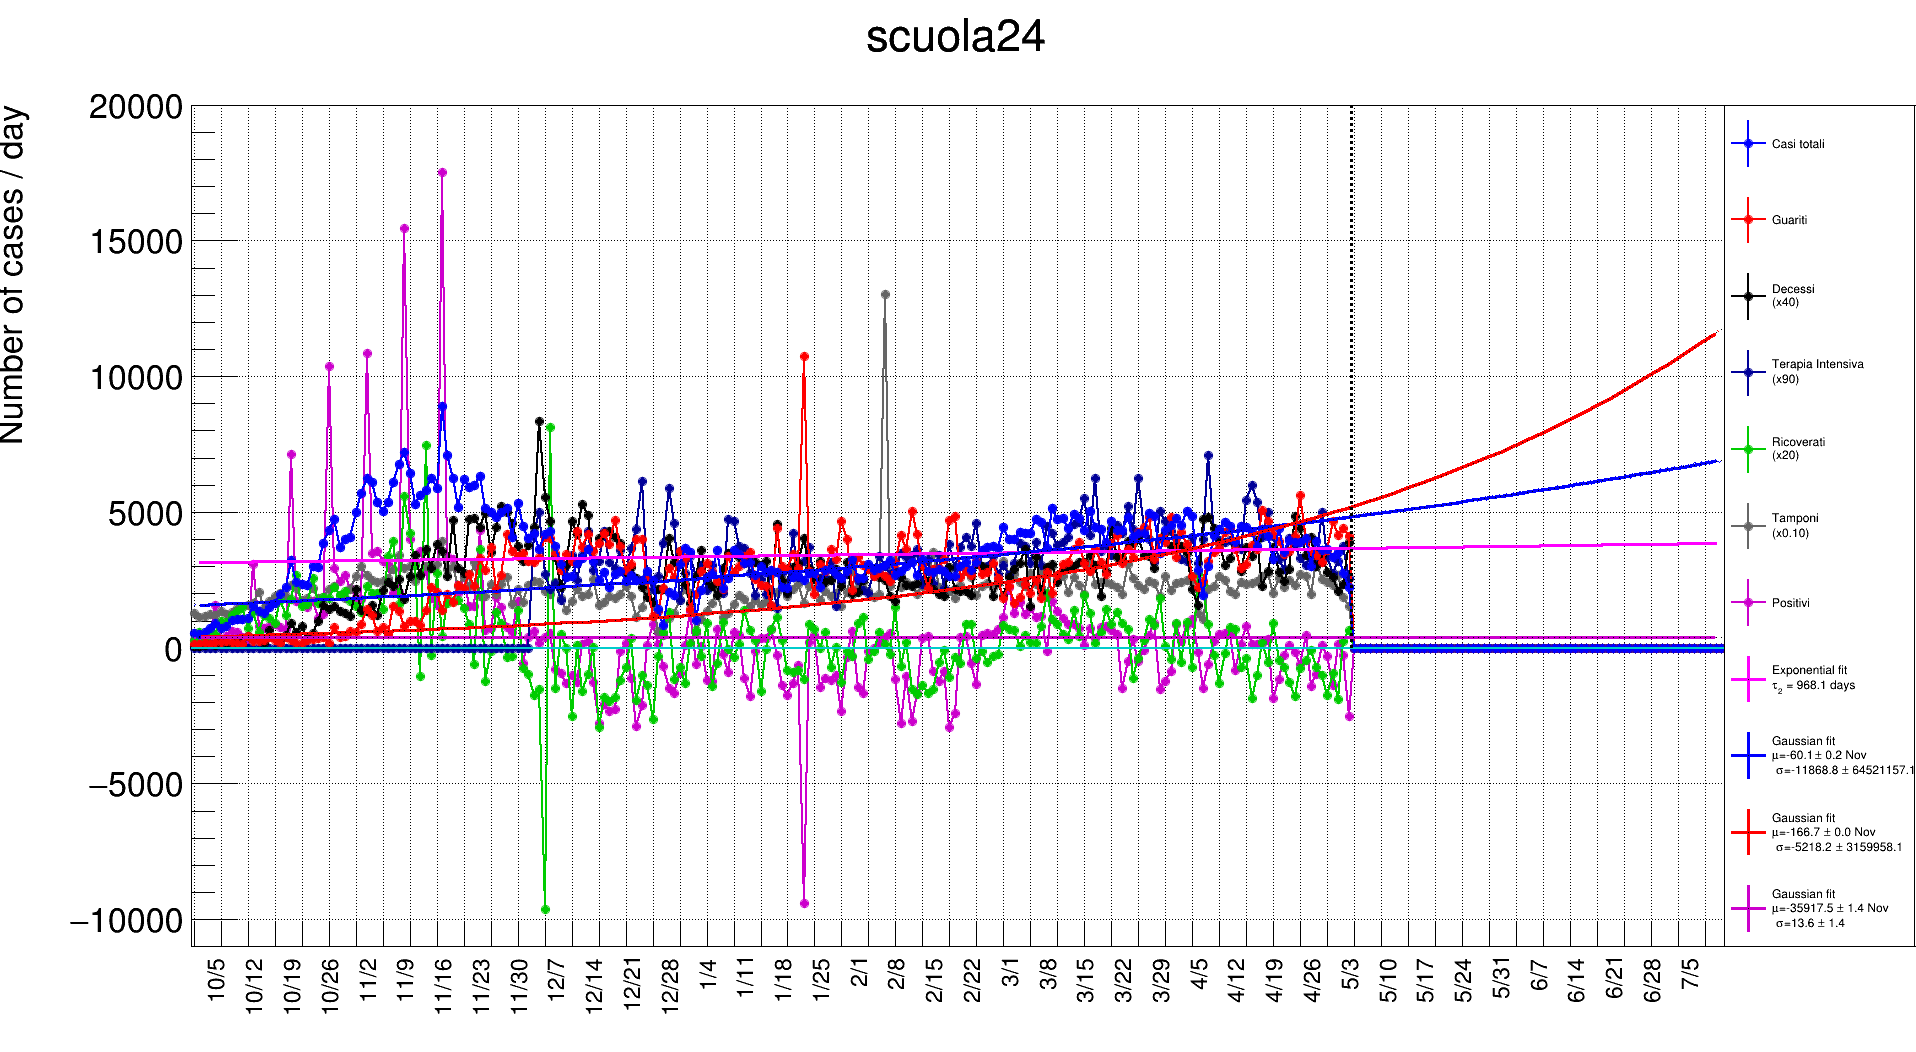 scuola24
Number of cases / day
20000
15000
10000
5000
0
−5000
−10000
10/5
10/12
10/19
10/26
11/2
11/9
11/16
11/23
11/30
12/7
12/14
12/21
12/28
1/4
1/11
1/18
1/25
2/1
2/8
2/15
2/22
3/1
3/8
3/15
3/22
3/29
4/5
4/12
4/19
4/26
5/3
5/10
5/17
5/24
5/31
6/7
6/14
6/21
6/28
7/5
Casi totali
Guariti
Decessi
(x40)
Terapia Intensiva
(x90)
Ricoverati
(x20)
Tamponi
(x0.10)
Positivi
Exponential fit
τ2 = 968.1 days
Gaussian fit
μ=-60.1± 0.2 Nov
σ=-11868.8 ± 64521157.1
Gaussian fit
μ=-166.7 ± 0.0 Nov
σ=-5218.2 ± 3159958.1
Gaussian fit
μ=-35917.5 ± 1.4 Nov
σ=13.6 ± 1.4